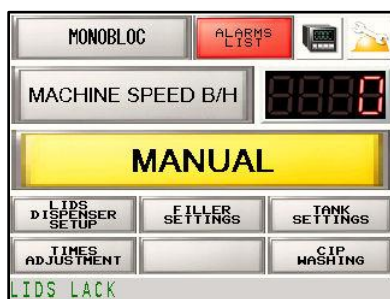 MONOBLOC
ALARMS
LIST
MACHINE SPEED B/H
0
MANUAL
LIDS
DISPENSER
SETUP
FILLER
SETTINGS
TANK
SETTINGS
TIMES
ADJUSTMENT
CIP
WASHING
LIDS LACK